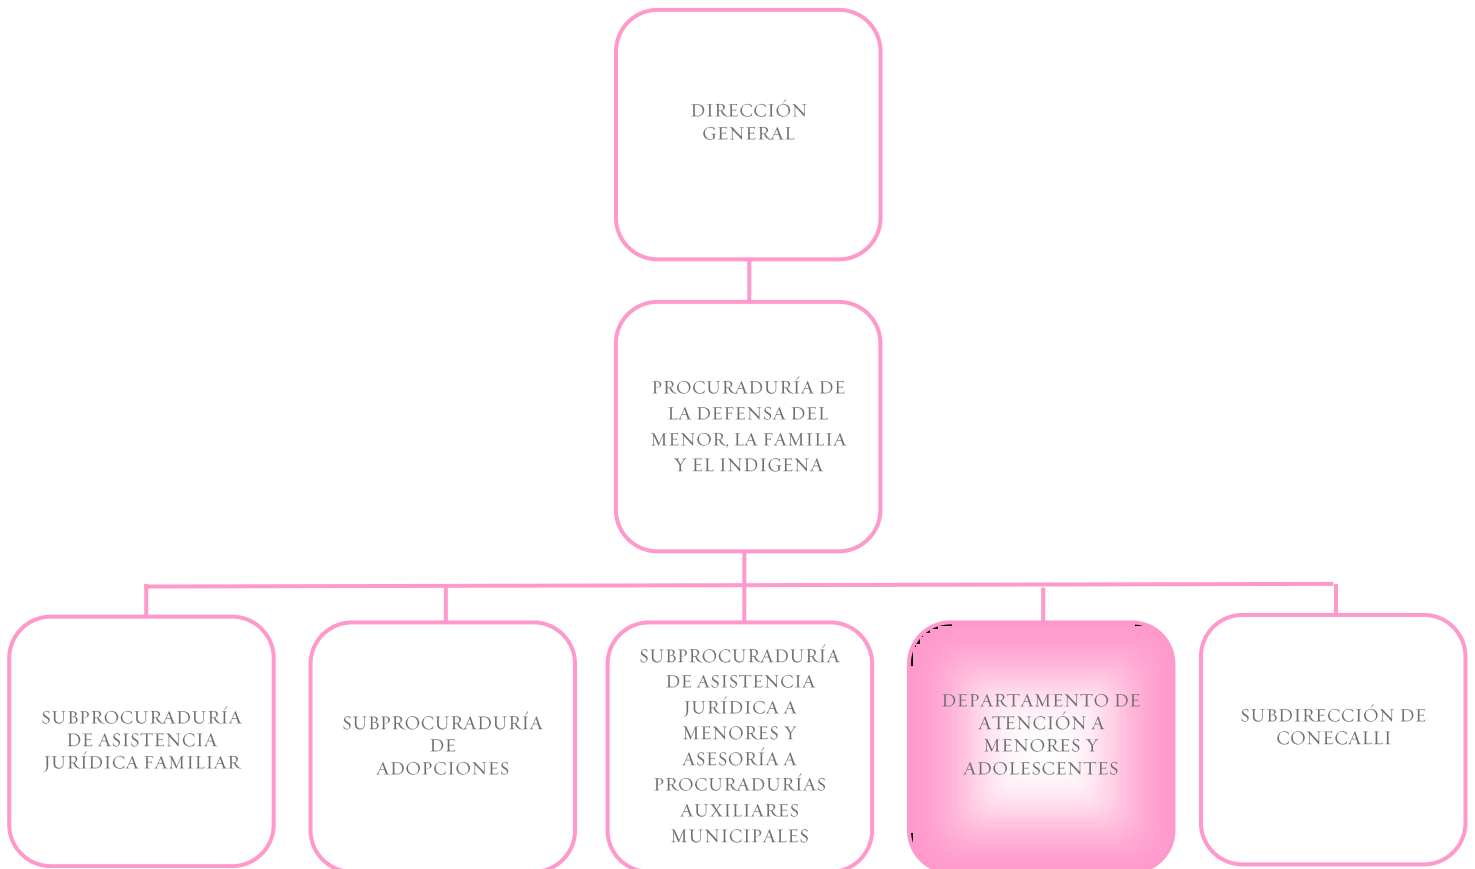 DIRECCIÓN
GENERAL
PROCURADURÍA DE
LA DEFENSA DEL
MENOR, LA FAMILIA
Y EL INDIGENA
SUBPROCURADURÍA
DE ASISTENCIA
JURÍDICA FAMILIAR
SUBPROCURADURÍA
DE
ADOPCIONES
SUBPROCURADURÍA
DE ASISTENCIA
JURÍDICA A
MENORES Y
ASESORÍA A
PROCURADURÍAS
AUXILIARES
MUNICIPALES
DEPARTAMENTO DE
ATENCIÓN A
MENORES Y
ADOLESCENTES
SUBDIRECCIÓN DE
CONECALLI